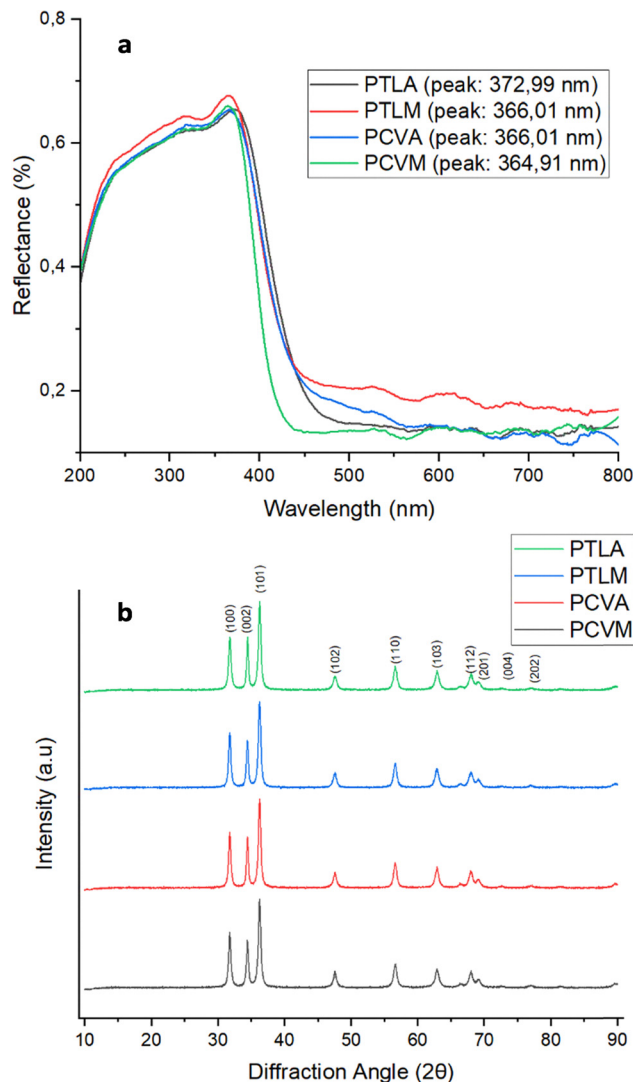 a
PTLA (peak: 372,99 nm)
PTLM (peak: 366,01 nm)
PCVA (peak: 366,01 nm)
PCVM (peak: 364,91 nm)
Reflectance (%)
0,8
0,6
0,4
0,2
200 300 400 500 600 700 800
Wavelength (nm)
b
PTLA
PTLM
PCVA
PCVM
(100) (002) (101) (102) (110) (103) (112) (201) (004) (202)
Intensity (a.u)
10 20 30 40 50 60 70 80 90
Diffraction Angle (2θ)